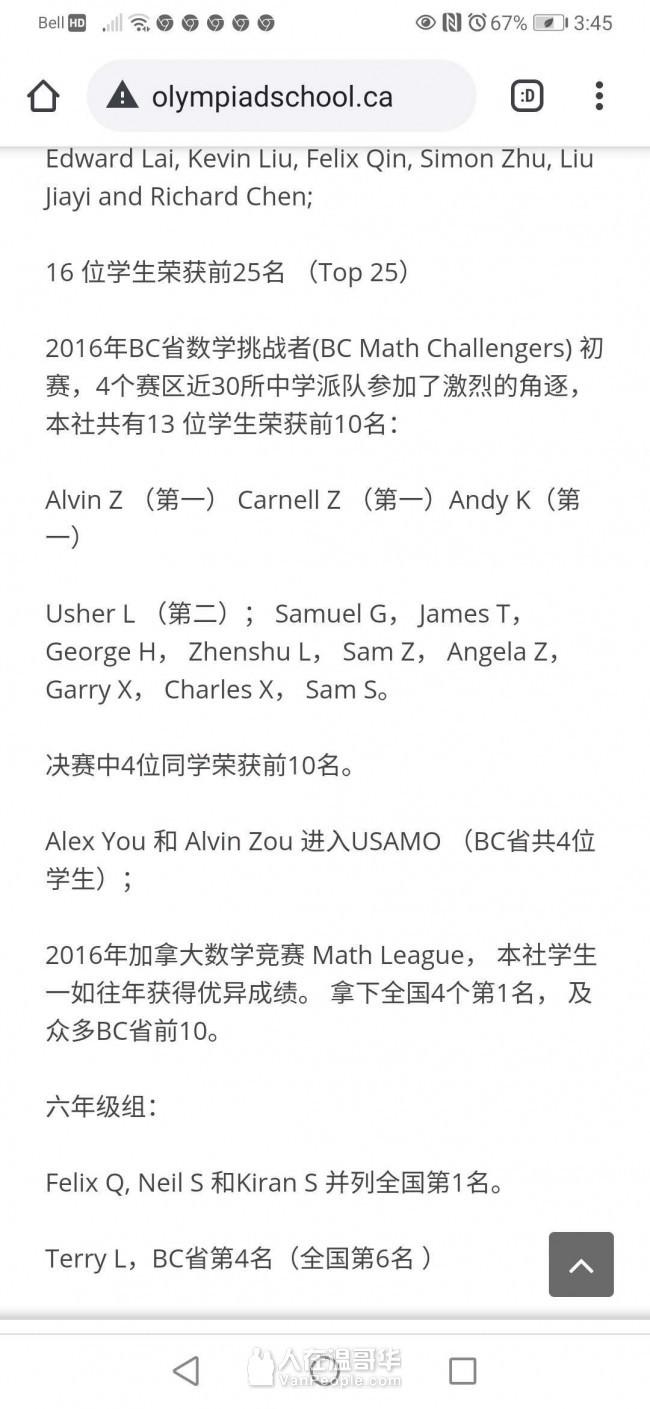 Bell HD 67% 3:45
olympiadschool.ca :D
Edward Lai, Kevin Liu, Felix Qin, Simon Zhu, Liu
Jiayi and Richard Chen;
16 位学生荣获前25名 （Top 25）
2016年BC省数学挑战者(BC Math Challengers) 初
赛，4个赛区近30所中学派队参加了激烈的角逐，
本社共有13 位学生荣获前10名：
Alvin Z （第一） Carnell Z （第一）Andy K（第
一）
Usher L （第二）； Samuel G， James T，
George H， Zhenshu L， Sam Z， Angela Z，
Garry X， Charles X， Sam S。
决赛中4位同学荣获前10名。
Alex You 和 Alvin Zou 进入USAMO （BC省共4位
学生）；
2016年加拿大数学竞赛 Math League， 本社学生
一如往年获得优异成绩。 拿下全国4个第1名， 及
众多BC省前10。
六年级组：
Felix Q, Neil S 和Kiran S 并列全国第1名。
Terry L，BC省第4名（全国第6名 ）
人在温哥华
VanPeople.com